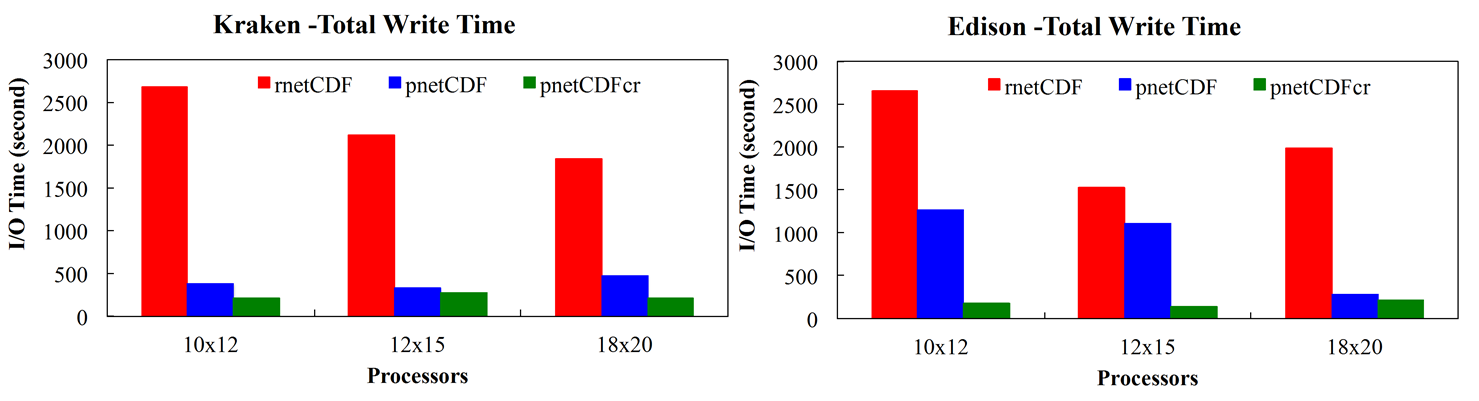 Kraken -Total Write Time
I/O Time (second)
3000
2500
2000
1500
1000
500
0
rnetCDF pnetCDF pnetCDFcr
10x12 12x15 18x20
Processors
Edison -Total Write Time
I/O Time (second)
3000
2500
2000
1500
1000
500
0
rnetCDF pnetCDF pnetCDFcr
10x12 12x15 18x20
Processors